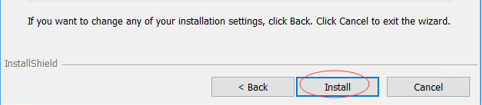 If you want to change any of your installation settings, click Back. Click Cancel to exit the wizard.
InstallShield
< Back Install Cancel